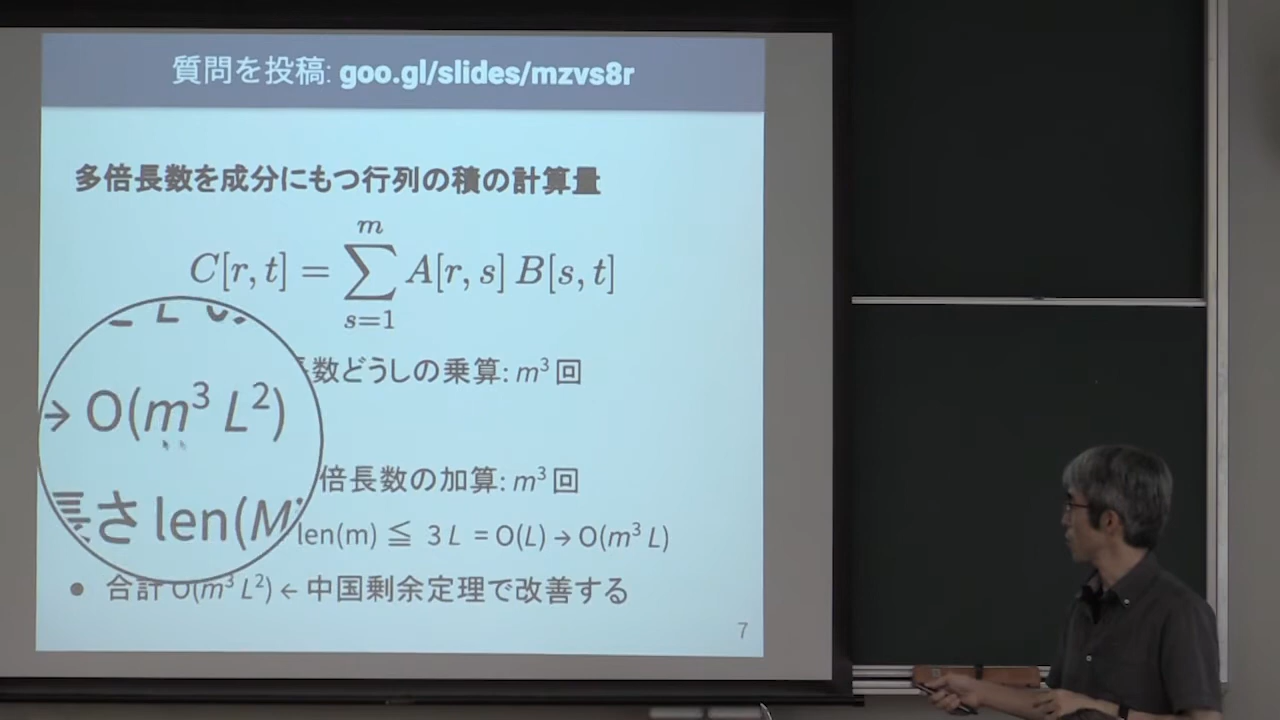 質問を投稿: goo.gl/slides/mzvs8r
多倍長数を成分にもつ行列の積の計算量
C[r, t] = ∑ₛ₌₁ᵐ A[r, s] B[s, t]
長数どうしの乗算: m³ 回
→ O(m³ L²)
倍長数の加算: m³ 回
長さ len(M
len(m) ≦ 3 L = O(L) → O(m³ L)
● 合計 O(m³ L²) ← 中国剰余定理で改善する
7